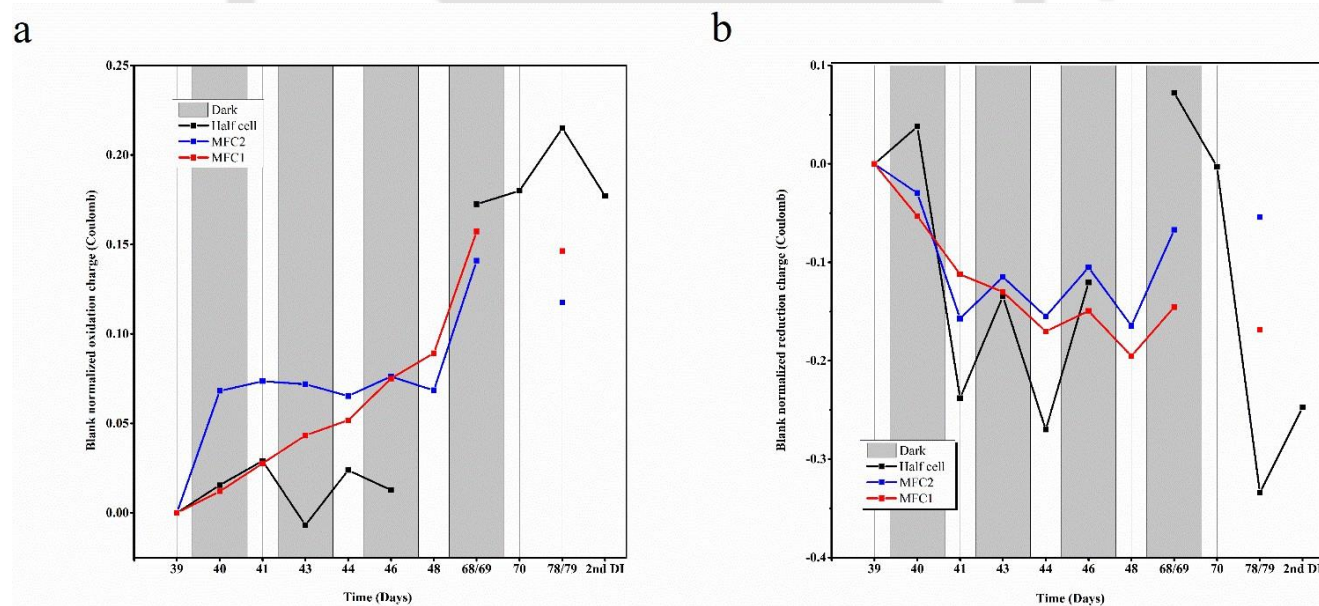 a
0.25
0.20
0.15
0.10
0.05
0.00
Blank normalized oxidation charge (Coulomb)
Dark
Half cell
MFC2
MFC1
39
40
41
43
44
46
48
68/69
70
78/79
2nd DI
Time (Days)
b
0.1
0.0
-0.1
-0.2
-0.3
-0.4
Blank normalized reduction charge (Coulomb)
Dark
Half cell
MFC2
MFC1
39
40
41
43
44
46
48
68/69
70
78/79
2nd DI
Time (Days)